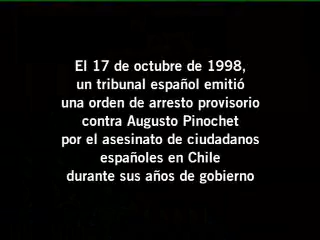 El 17 de octubre de 1998,
un tribunal español emitió
una orden de arresto provisorio
contra Augusto Pinochet
por el asesinato de ciudadanos
españoles en Chile
durante sus años de gobierno